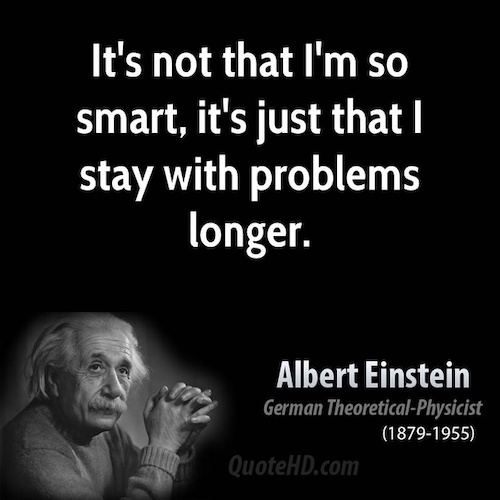 It's not that I'm so
smart, it's just that I
stay with problems
longer.
Albert Einstein
German Theoretical-Physicist
(1879-1955)
QuoteHD.com